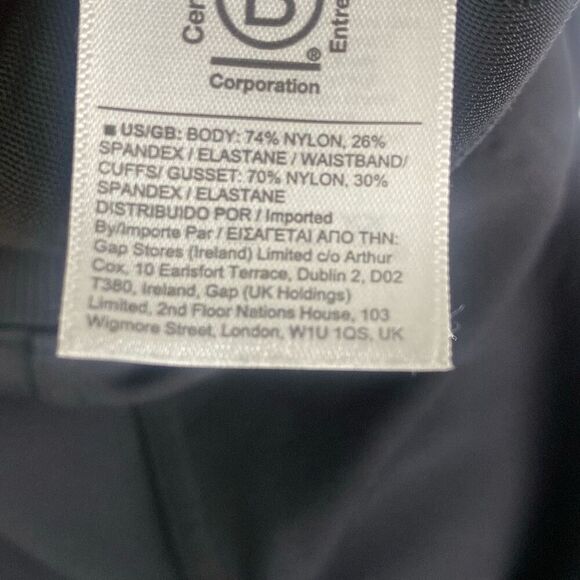 Cer
B
Entre
®
Corporation
■ US/GB: BODY: 74% NYLON, 26%
SPANDEX / ELASTANE / WAISTBAND/
CUFFS/ GUSSET: 70% NYLON, 30%
SPANDEX / ELASTANE
DISTRIBUIDO POR / Imported
By/Importe Par / ΕΙΣΑΓΕΤΑΙ ΑΠΟ ΤΗΝ:
Gap Stores (Ireland) Limited c/o Arthur
Cox, 10 Earlsfort Terrace, Dublin 2, D02
T380, Ireland, Gap (UK Holdings)
Limited, 2nd Floor Nations House, 103
Wigmore Street, London, W1U 1QS, UK